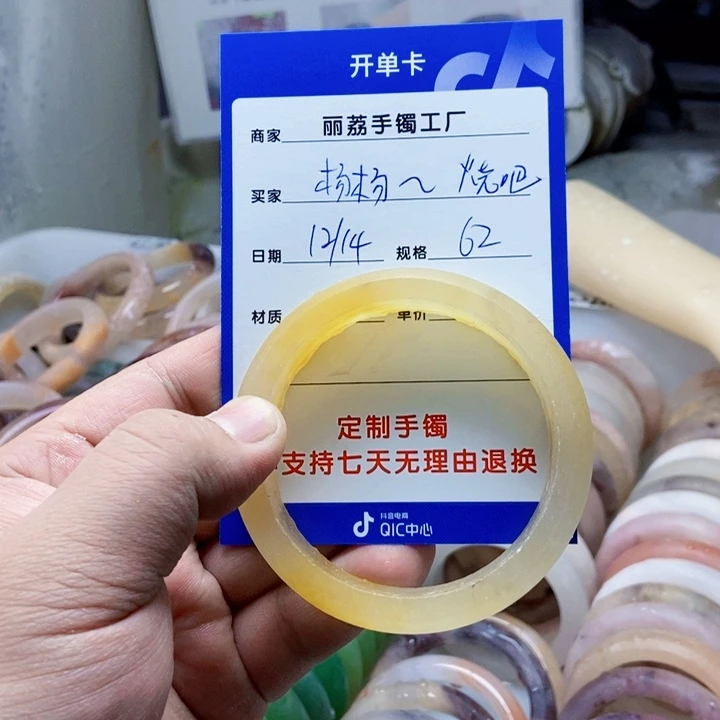 开单卡
商家 丽荔手镯工厂
买家 杨杨~ 烧吧
日期 12/14 规格 62
材质 单价
定制手镯
支持七天无理由退换
抖音电商
QIC中心